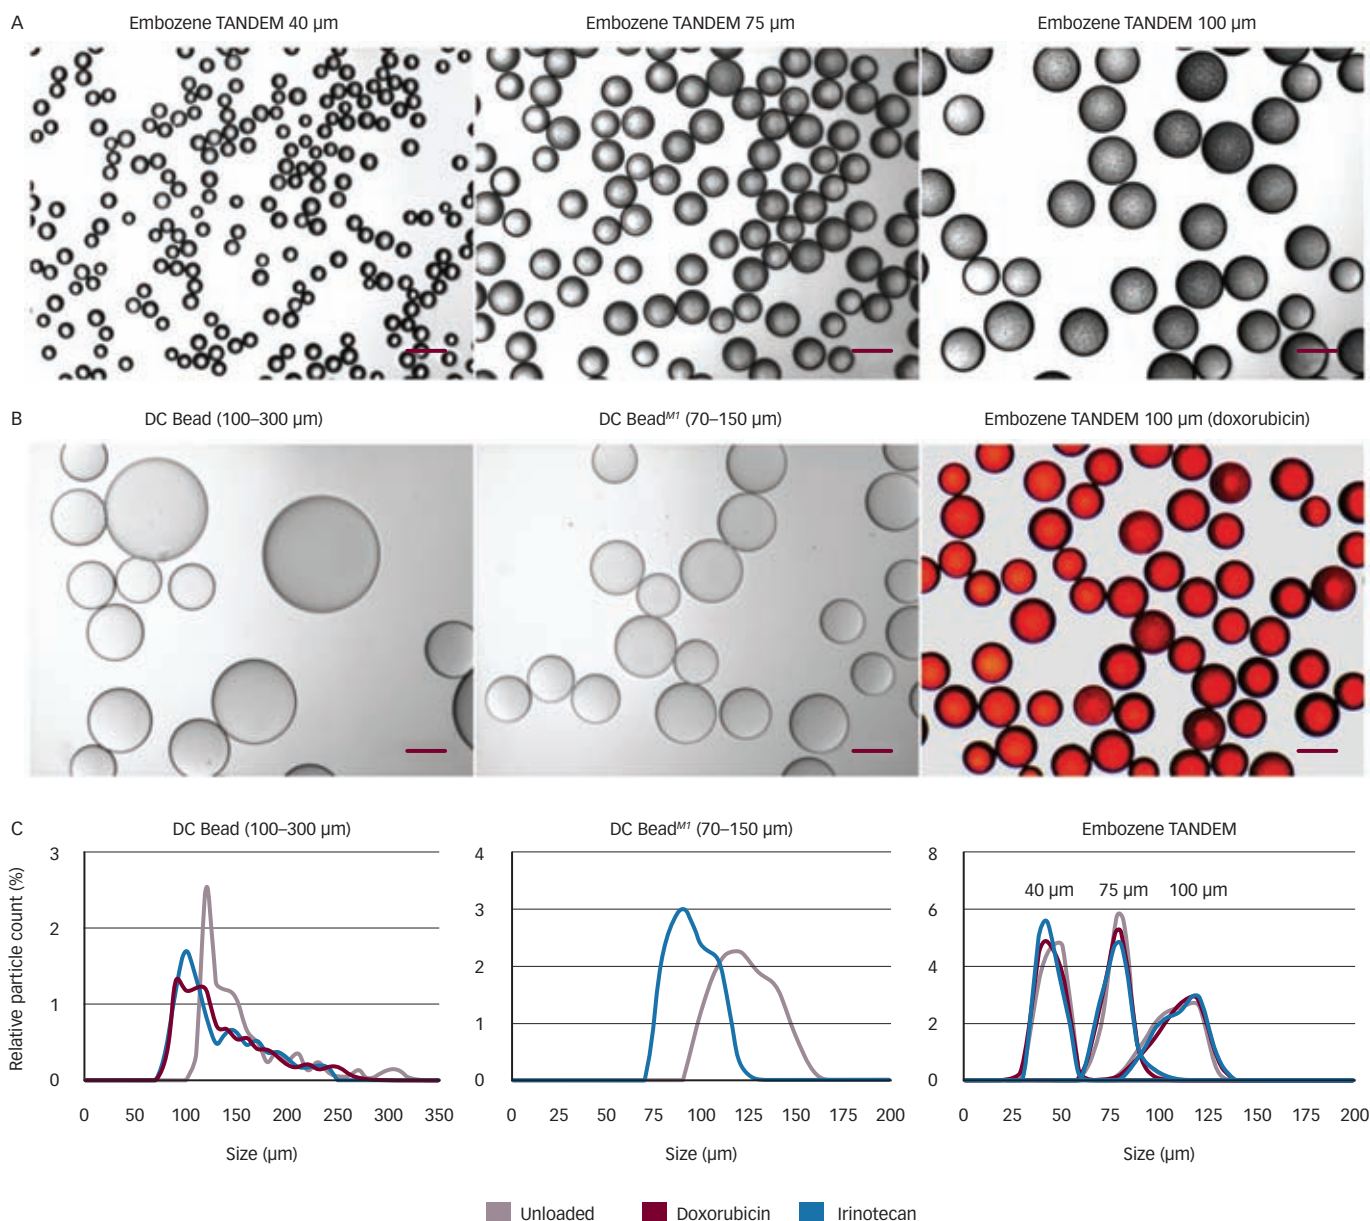 A
Embozene TANDEM 40 µm
Embozene TANDEM 75 µm
Embozene TANDEM 100 µm
B
DC Bead (100–300 µm)
DC Bead^M1 (70–150 µm)
Embozene TANDEM 100 µm (doxorubicin)
C
DC Bead (100–300 µm)
DC Bead^M1 (70–150 µm)
Embozene TANDEM
Relative particle count (%)
3
2
1
0
0 50 100 150 200 250 300 350
Size (µm)
4
3
2
1
0
0 50 75 100 125 150 175 200
Size (µm)
8
6
4
2
0
40 µm 75 µm 100 µm
0 25 50 75 100 125 150 175 200
Size (µm)
Unloaded Doxorubicin Irinotecan